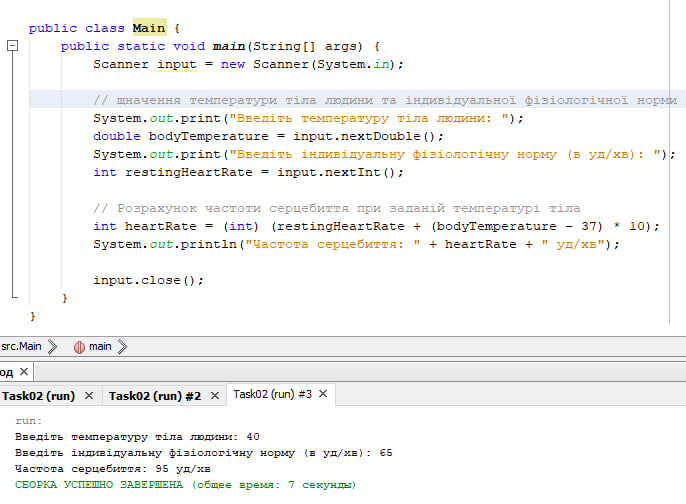 public class Main {
public static void main(String[] args) {
Scanner input = new Scanner(System.in);
// щначення температури тіла людини та індивідуальної фізіологічної норми
System.out.print("Введіть температуру тіла людини: ");
double bodyTemperature = input.nextDouble();
System.out.print("Введіть індивідуальну фізіологічну норму (в уд/хв): ");
int restingHeartRate = input.nextInt();
// Розрахунок частоти серцебиття при заданій температурі тіла
int heartRate = (int) (restingHeartRate + (bodyTemperature - 37) * 10);
System.out.println("Частота серцебиття: " + heartRate + " уд/хв");
input.close();
}
}
src.Main main
од
Task02 (run) Task02 (run) #2 Task02 (run) #3
run:
Введіть температуру тіла людини: 40
Введіть індивідуальну фізіологічну норму (в уд/хв): 65
Частота серцебиття: 95 уд/хв
СБОРКА УСПЕШНО ЗАВЕРШЕНА (общее время: 7 секунды)